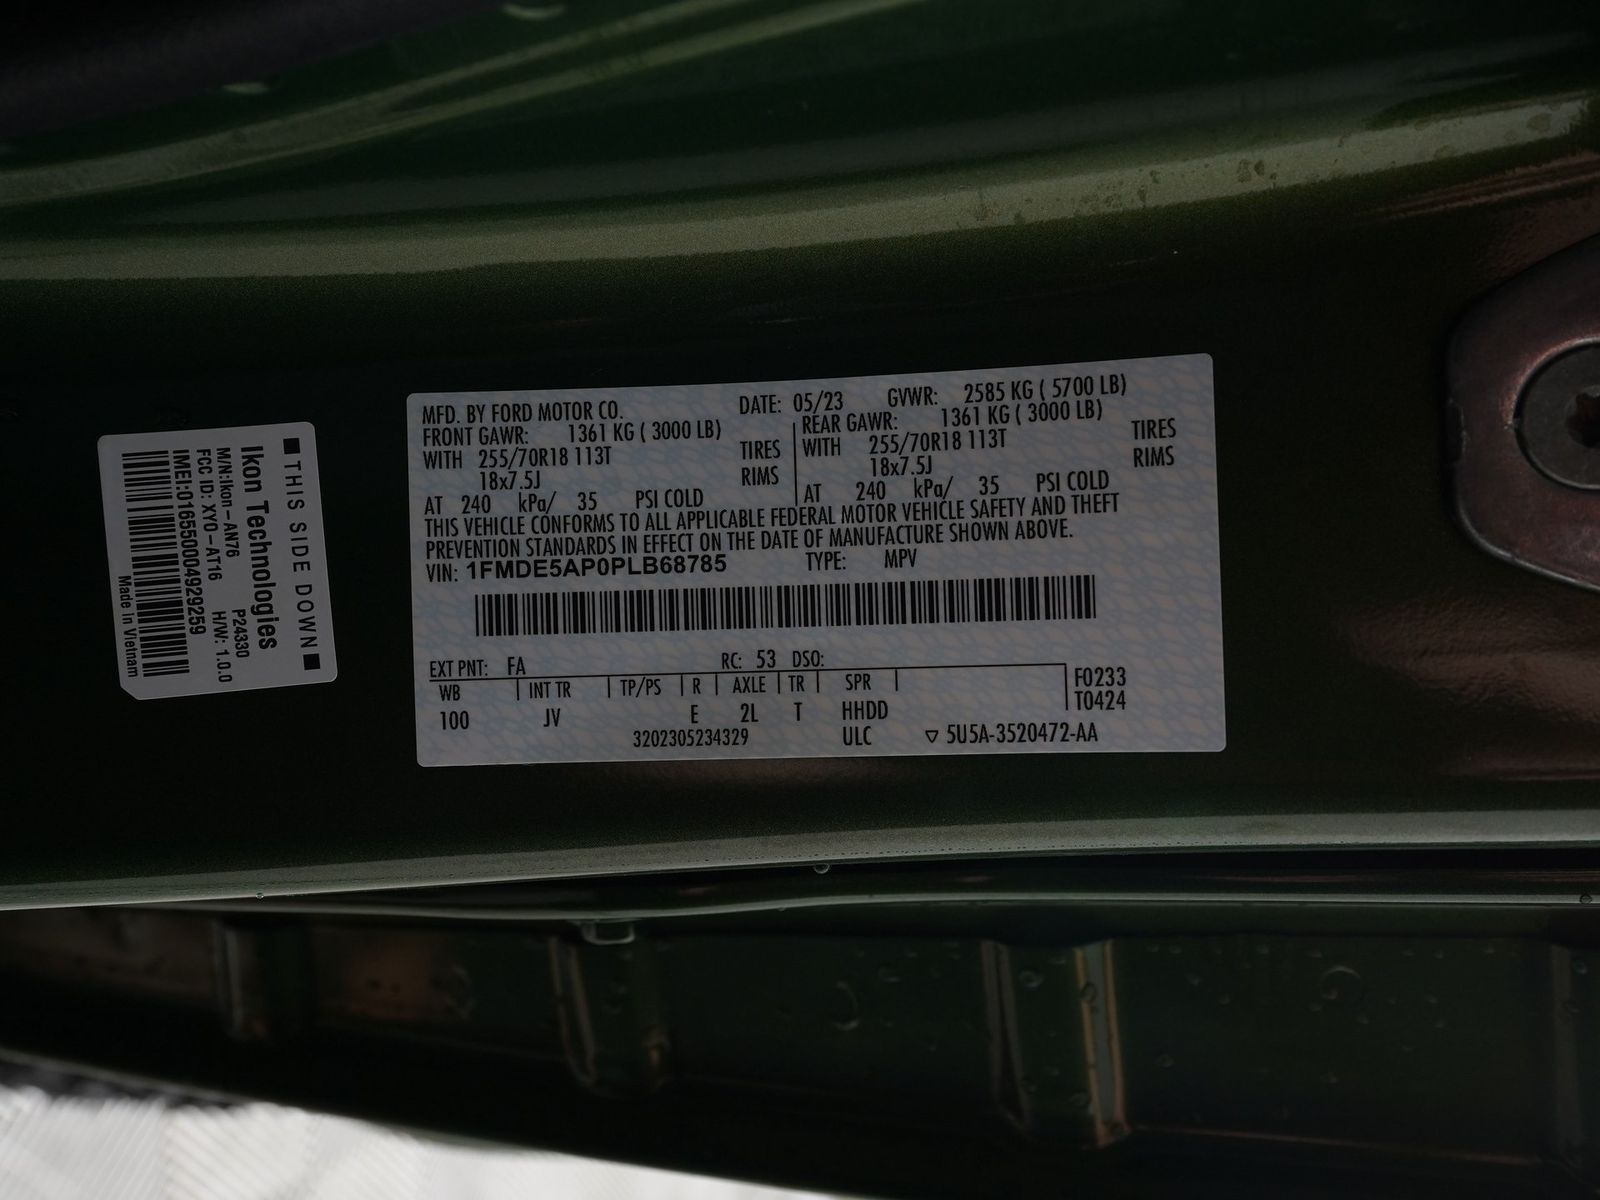 THIS SIDE DOWN
Ikon Technologies
M/N:Ikon-AN76 P24330
FCC ID: XY0-AT16 H/W: 1.0.0
IMEI:016550004929259
Made in Vietnam
MFD. BY FORD MOTOR CO. DATE: 05/23 GVWR: 2585 KG ( 5700 LB)
FRONT GAWR: 1361 KG ( 3000 LB) REAR GAWR: 1361 KG ( 3000 LB)
WITH 255/70R18 113T TIRES WITH 255/70R18 113T TIRES
18x7.5J RIMS 18x7.5J RIMS
AT 240 kPa/ 35 PSI COLD AT 240 kPa/ 35 PSI COLD
THIS VEHICLE CONFORMS TO ALL APPLICABLE FEDERAL MOTOR VEHICLE SAFETY AND THEFT
PREVENTION STANDARDS IN EFFECT ON THE DATE OF MANUFACTURE SHOWN ABOVE.
VIN: 1FMDE5AP0PLB68785 TYPE: MPV
EXT PNT: FA RC: 53 DSO:
WB INT TR TP/PS R AXLE TR SPR F0233
100 JV E 2L T HHDD T0424
3202305234329 ULC ▽ 5U5A-3520472-AA